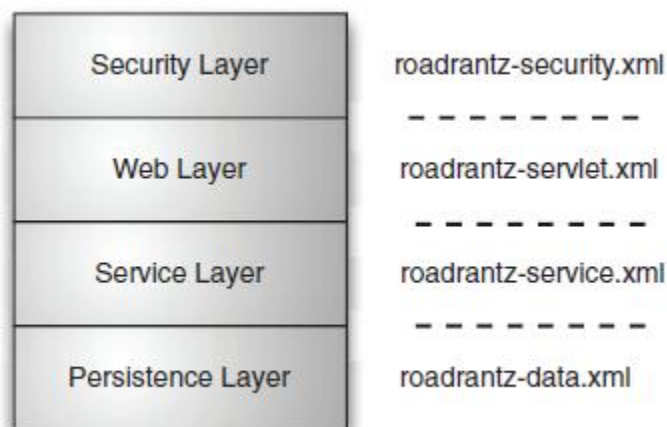 Security Layer roadrantz-security.xml
Web Layer roadrantz-servlet.xml
Service Layer roadrantz-service.xml
Persistence Layer roadrantz-data.xml